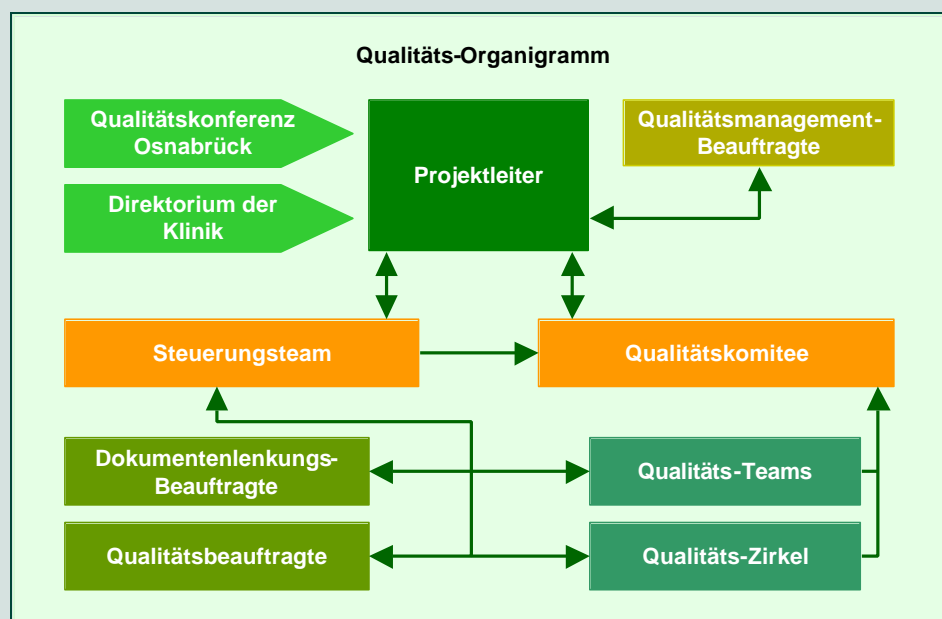 Qualitäts-Organigramm
Qualitätskonferenz
Osnabrück
Projektleiter
Qualitätsmanagement-
Beauftragte
Direktorium der
Klinik
Steuerungsteam
Qualitätskomitee
Dokumentenlenkungs-
Beauftragte
Qualitäts-Teams
Qualitätsbeauftragte
Qualitäts-Zirkel